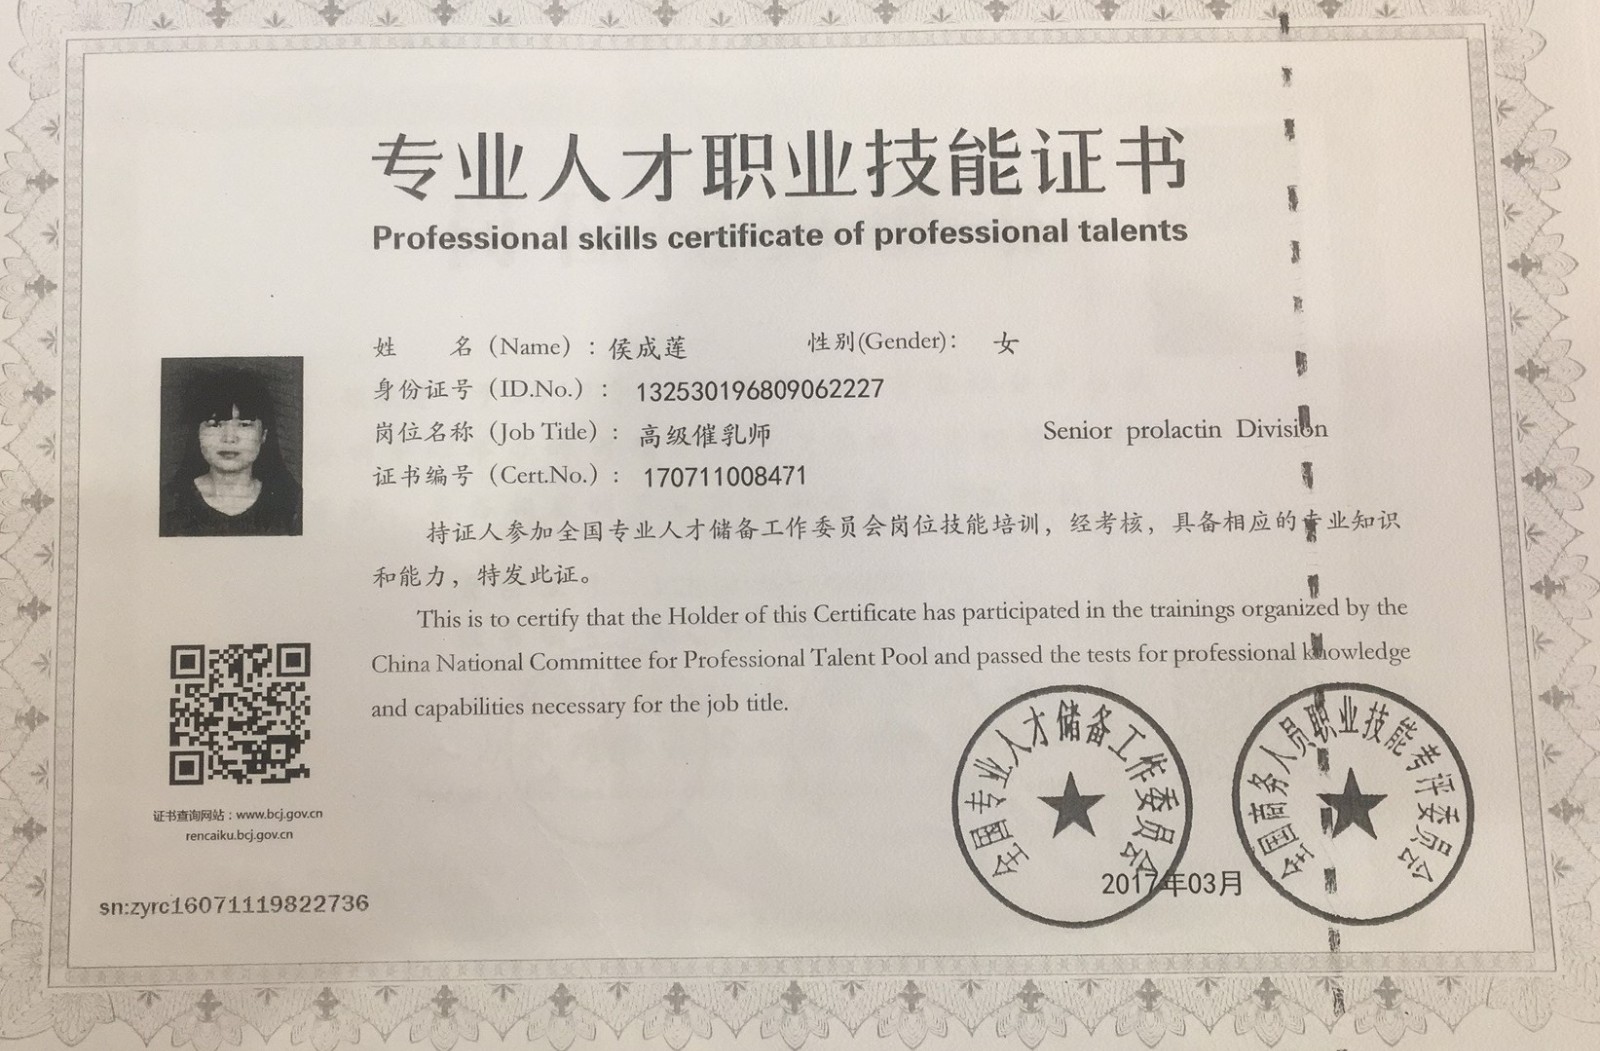 专业人才职业技能证书
Professional skills certificate of professional talents
姓 名（Name）：侯成莲 性别(Gender)： 女
身份证号（ID.No.）： 132530196809062227
岗位名称（Job Title）：高级催乳师 Senior prolactin Division
证书编号（Cert.No.）： 170711008471
持证人参加全国专业人才储备工作委员会岗位技能培训，经考核，具备相应的专业知识
和能力，特发此证。
This is to certify that the Holder of this Certificate has participated in the trainings organized by the
China National Committee for Professional Talent Pool and passed the tests for professional knowledge
and capabilities necessary for the job title.
全国专业人才储备工作委员会
全国商务人员职业技能考评委员会
2017年03月
证书查询网站：www.bcj.gov.cn
rencaiku.bcj.gov.cn
sn:zyrc16071119822736